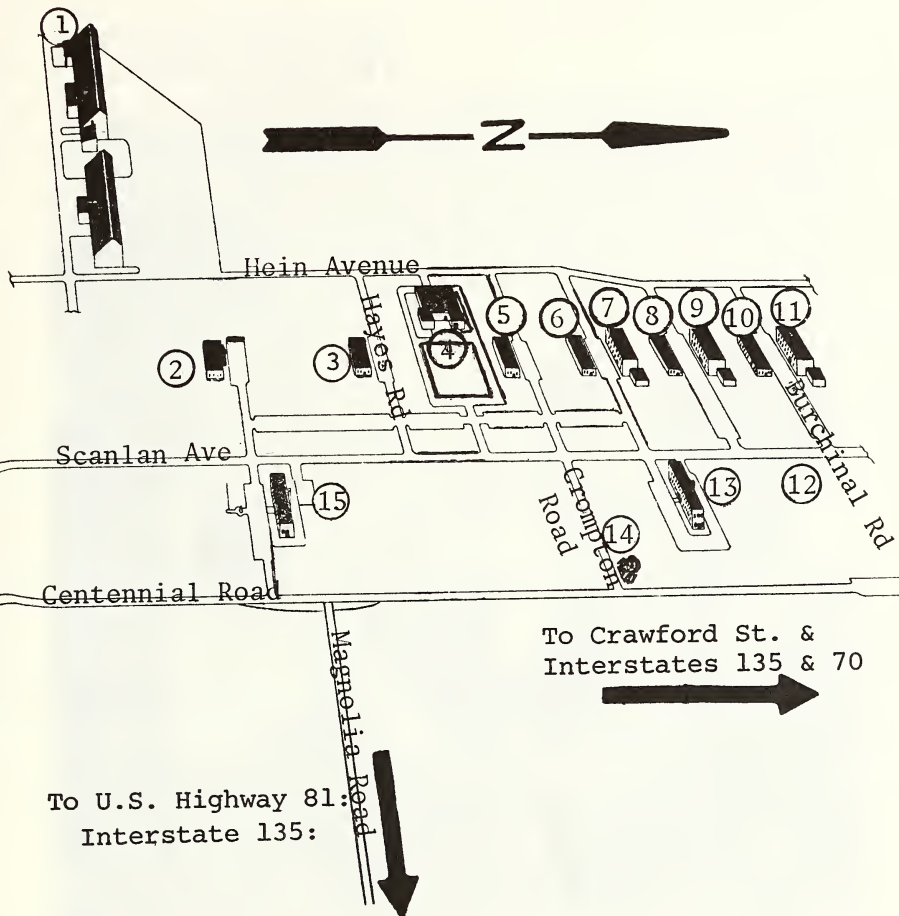 1
N
Hein Avenue
Hayes Rd
2
3
4
5
6
7
8
9
10
11
Burchinal Rd
Scanlan Ave
15
Crompton
Road
14
13
12
Centennial Road
Magnolia Road
To Crawford St. &
Interstates 135 & 70
To U.S. Highway 81:
Interstate 135: